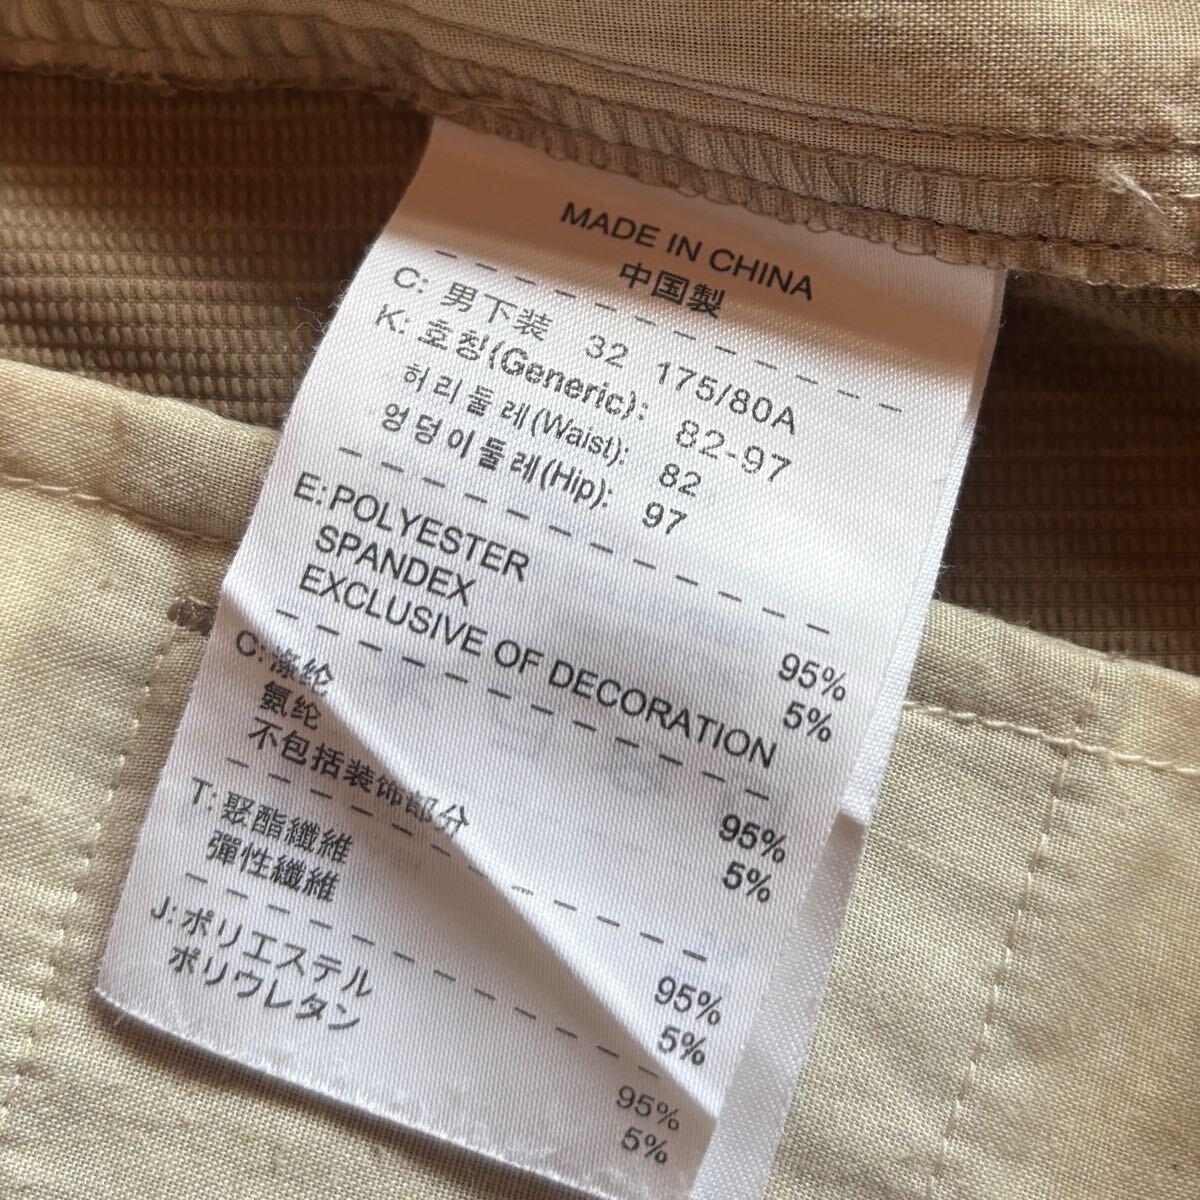 MADE IN CHINA
中国製
C: 男下装 32 175/80A
K: 호칭(Generic): 82-97
허리둘레(Waist): 82
엉덩이둘레(Hip): 97
E: POLYESTER 95%
SPANDEX 5%
EXCLUSIVE OF DECORATION
C: 涤纶 95%
氨纶 5%
不包括装饰部分
T: 聚酯纖維 95%
彈性纖維 5%
J: ポリエステル 95%
ポリウレタン 5%